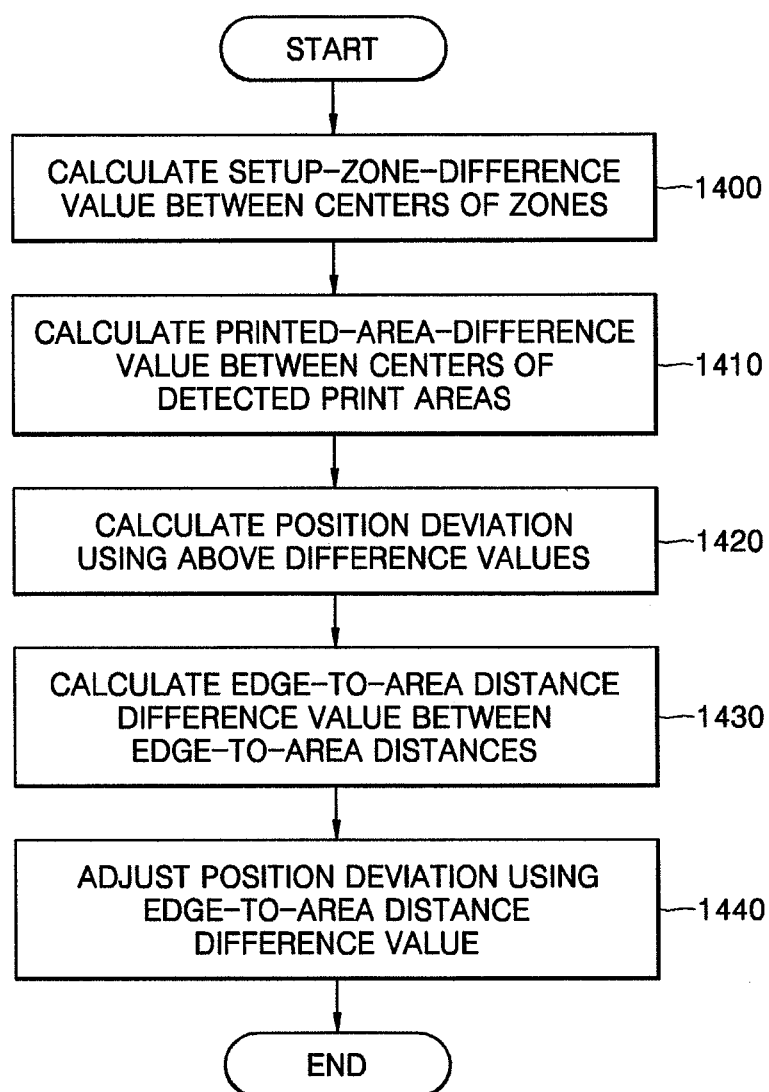 START
CALCULATE SETUP-ZONE-DIFFERENCE
VALUE BETWEEN CENTERS OF ZONES
1400
CALCULATE PRINTED-AREA-DIFFERENCE
VALUE BETWEEN CENTERS OF
DETECTED PRINT AREAS
1410
CALCULATE POSITION DEVIATION
USING ABOVE DIFFERENCE VALUES
1420
CALCULATE EDGE-TO-AREA DISTANCE
DIFFERENCE VALUE BETWEEN
EDGE-TO-AREA DISTANCES
1430
ADJUST POSITION DEVIATION USING
EDGE-TO-AREA DISTANCE
DIFFERENCE VALUE
1440
END